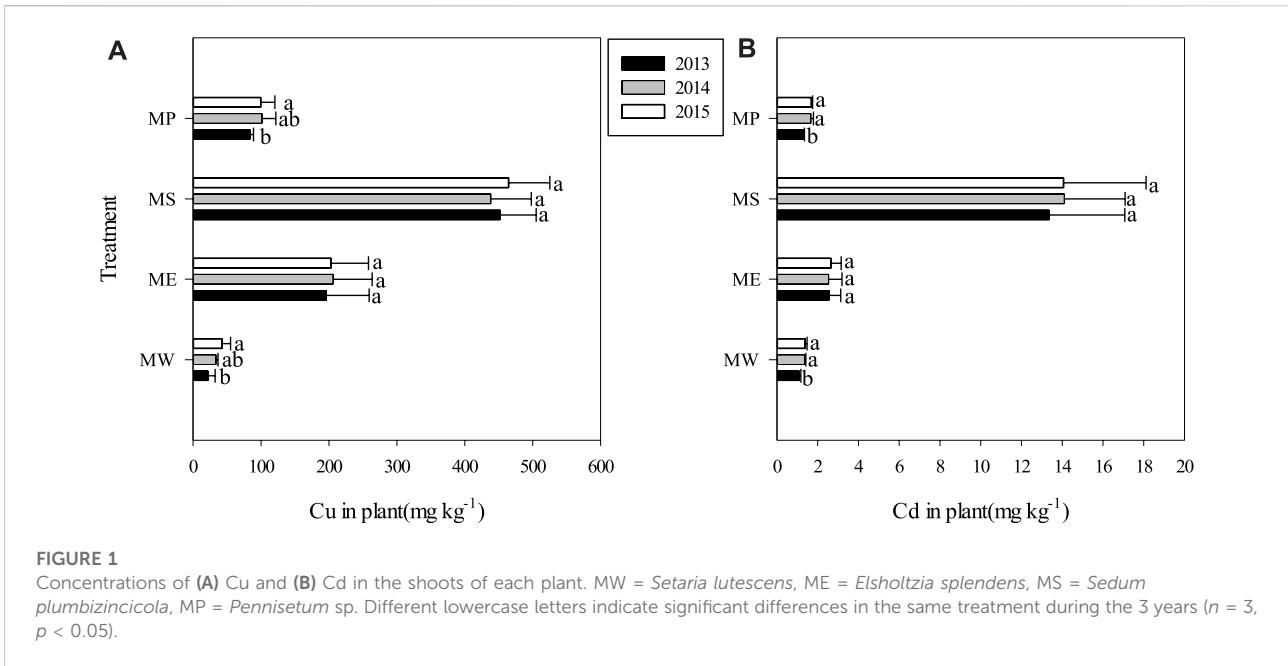 A
B
2013
2014
2015
MP
a
ab
b
MS
a
a
a
ME
a
a
a
MW
a
ab
b
Treatment
0 100 200 300 400 500 600
Cu in plant(mg kg-1)
MP
a
a
b
MS
a
a
a
ME
a
a
a
MW
a
a
b
0 2 4 6 8 10 12 14 16 18 20
Cd in plant(mg kg-1)
FIGURE 1
Concentrations of (A) Cu and (B) Cd in the shoots of each plant. MW = Setaria lutescens, ME = Elsholtzia splendens, MS = Sedum
plumbizincicola, MP = Pennisetum sp. Different lowercase letters indicate significant differences in the same treatment during the 3 years (n = 3,
p < 0.05).